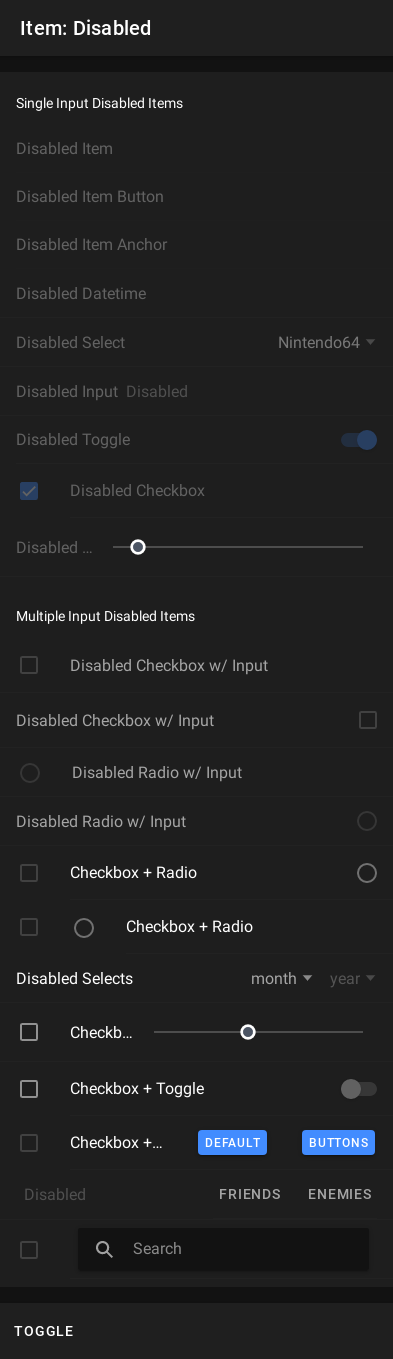 Item: Disabled
Single Input Disabled Items
Disabled Item
Disabled Item Button
Disabled Item Anchor
Disabled Datetime
Disabled Select Nintendo64
Disabled Input Disabled
Disabled Toggle
Disabled Checkbox
Disabled ...
Multiple Input Disabled Items
Disabled Checkbox w/ Input
Disabled Checkbox w/ Input
Disabled Radio w/ Input
Disabled Radio w/ Input
Checkbox + Radio
Checkbox + Radio
Disabled Selects month year
Checkb...
Checkbox + Toggle
Checkbox +... DEFAULT BUTTONS
Disabled FRIENDS ENEMIES
Search
TOGGLE